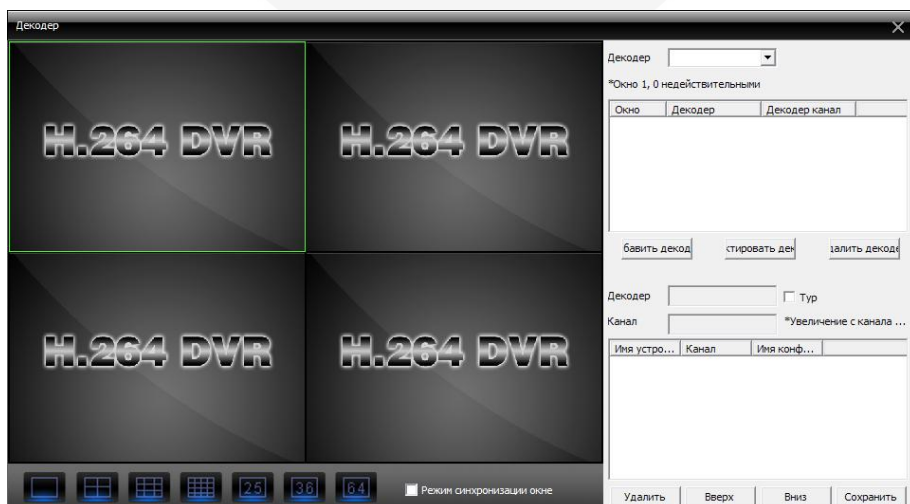 Декодер
H.264 DVR
H.264 DVR
H.264 DVR
H.264 DVR
25
36
64
Режим синхронизации окне
Декодер
*Окно 1, 0 недействительными
Окно Декодер Декодер канал
бавить декод ктировать дек далить декоде
Декодер Тур
Канал *Увеличение с канала ...
Имя устро... Канал Имя конф...
Удалить Вверх Вниз Сохранить